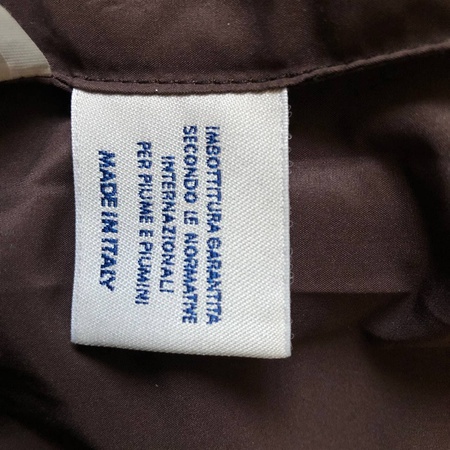 IMBOTTITURA GARANTITA
SECONDO LE NORMATIVE
INTERNAZIONALI
PER PIUME E PIUMINI
MADE IN ITALY